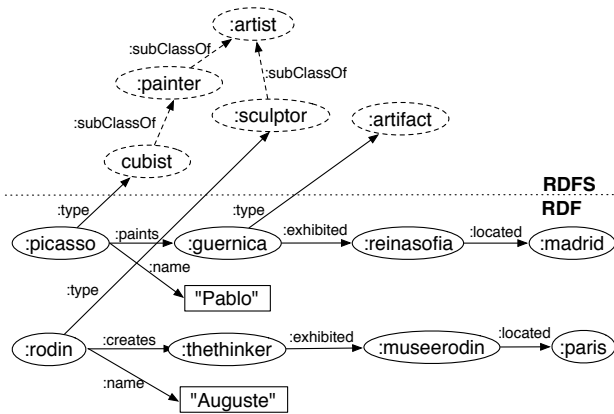 :artist
:subClassOf
:subClassOf
:painter
:sculptor
:artifact
:subClassOf
cubist
RDFS
RDF
:type
:type
:picasso
:paints
:guernica
:exhibited
:reinasofia
:located
:madrid
:name
:type
"Pablo"
:rodin
:creates
:thethinker
:exhibited
:museerodin
:located
:paris
:name
"Auguste"